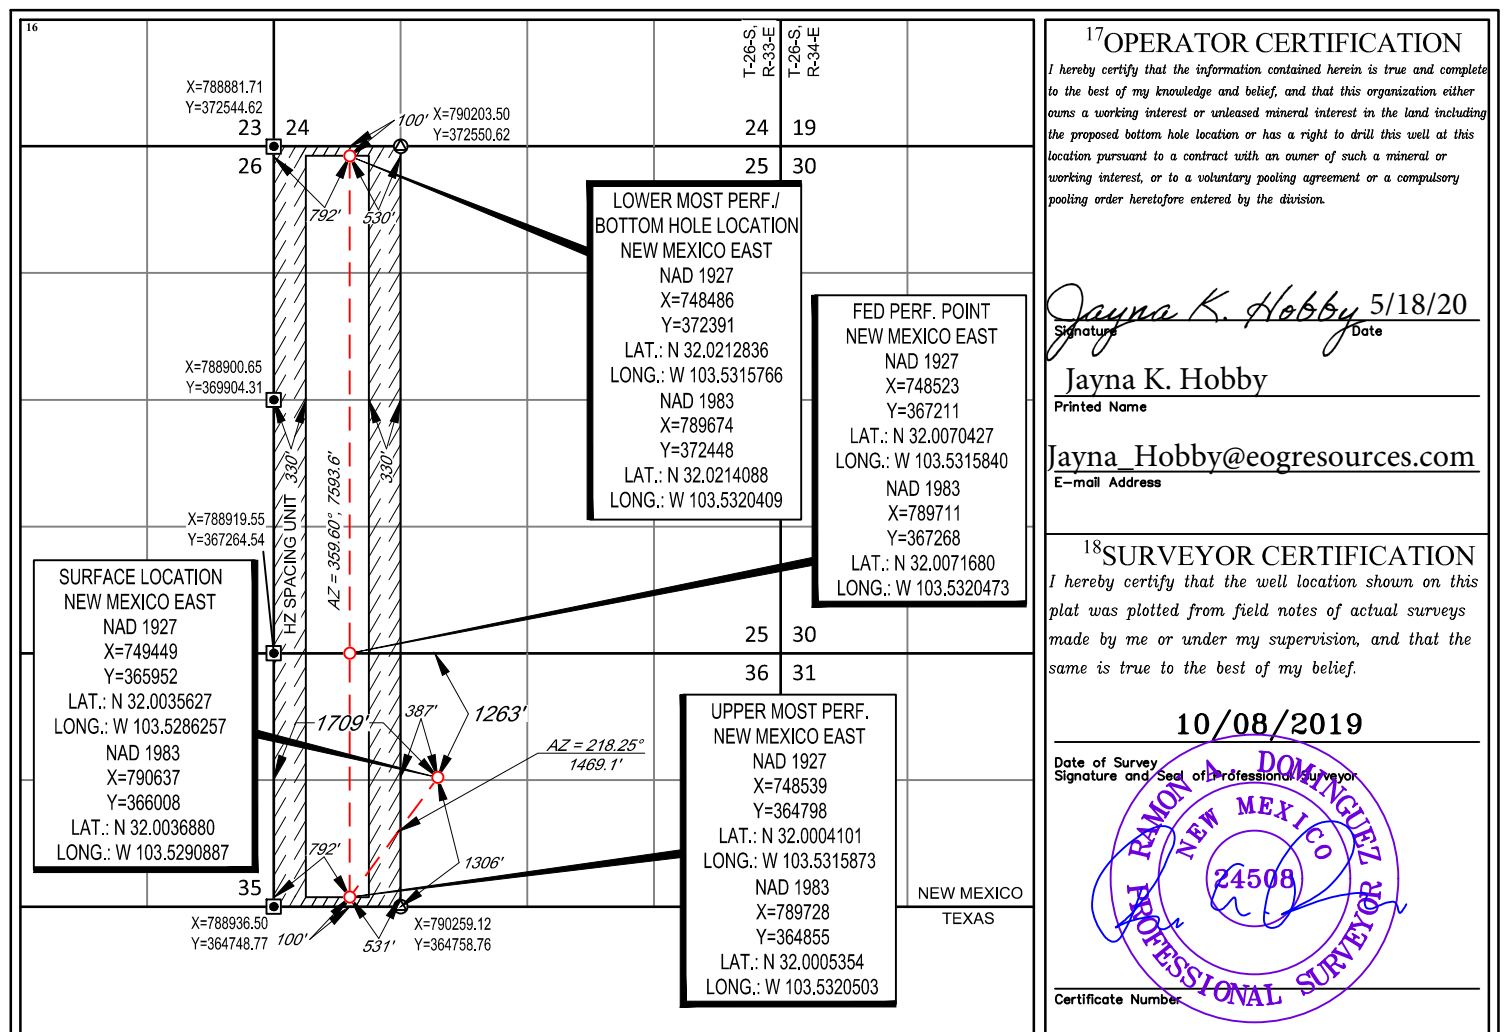 16
T-26-S,
R-33-E
T-26-S,
R-34-E
X=788881.71
Y=372544.62
100'
X=790203.50
Y=372550.62
23 24
24 19
26
25 30
792'
530'
LOWER MOST PERF./
BOTTOM HOLE LOCATION
NEW MEXICO EAST
NAD 1927
X=748486
Y=372391
LAT.: N 32.0212836
LONG.: W 103.5315766
NAD 1983
X=789674
Y=372448
LAT.: N 32.0214088
LONG.: W 103.5320409
FED PERF. POINT
NEW MEXICO EAST
NAD 1927
X=748523
Y=367211
LAT.: N 32.0070427
LONG.: W 103.5315840
NAD 1983
X=789711
Y=367268
LAT.: N 32.0071680
LONG.: W 103.5320473
X=788900.65
Y=369904.31
330'
330'
HZ SPACING UNIT
AZ = 359.60°, 7593.6'
X=788919.55
Y=367264.54
SURFACE LOCATION
NEW MEXICO EAST
NAD 1927
X=749449
Y=365952
LAT.: N 32.0035627
LONG.: W 103.5286257
NAD 1983
X=790637
Y=366008
LAT.: N 32.0036880
LONG.: W 103.5290887
25 30
36 31
1709'
387'
1263'
AZ = 218.25°
1469.1'
UPPER MOST PERF.
NEW MEXICO EAST
NAD 1927
X=748539
Y=364798
LAT.: N 32.0004101
LONG.: W 103.5315873
NAD 1983
X=789728
Y=364855
LAT.: N 32.0005354
LONG.: W 103.5320503
792'
1306'
35
NEW MEXICO
TEXAS
X=788936.50
Y=364748.77
100'
531'
X=790259.12
Y=364758.76
17OPERATOR CERTIFICATION
I hereby certify that the information contained herein is true and complete
to the best of my knowledge and belief, and that this organization either
owns a working interest or unleased mineral interest in the land including
the proposed bottom hole location or has a right to drill this well at this
location pursuant to a contract with an owner of such a mineral or
working interest, or to a voluntary pooling agreement or a compulsory
pooling order heretofore entered by the division.
Jayna K. Hobby 5/18/20
Signature Date
Jayna K. Hobby
Printed Name
Jayna_Hobby@eogresources.com
E-mail Address
18SURVEYOR CERTIFICATION
I hereby certify that the well location shown on this
plat was plotted from field notes of actual surveys
made by me or under my supervision, and that the
same is true to the best of my belief.
10/08/2019
Date of Survey
Signature and Seal of Professional Surveyor
RAMON A. DOMINGUEZ
NEW MEXICO
24508
PROFESSIONAL SURVEYOR
Certificate Number